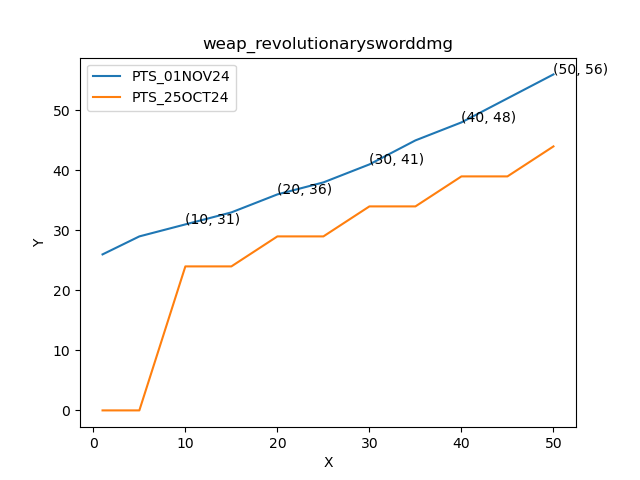 weap_revolutionarysworddmg
PTS_01NOV24
PTS_25OCT24
(50, 56)
(40, 48)
(30, 41)
(20, 36)
(10, 31)
Y
50
40
30
20
10
0
0 10 20 30 40 50
X